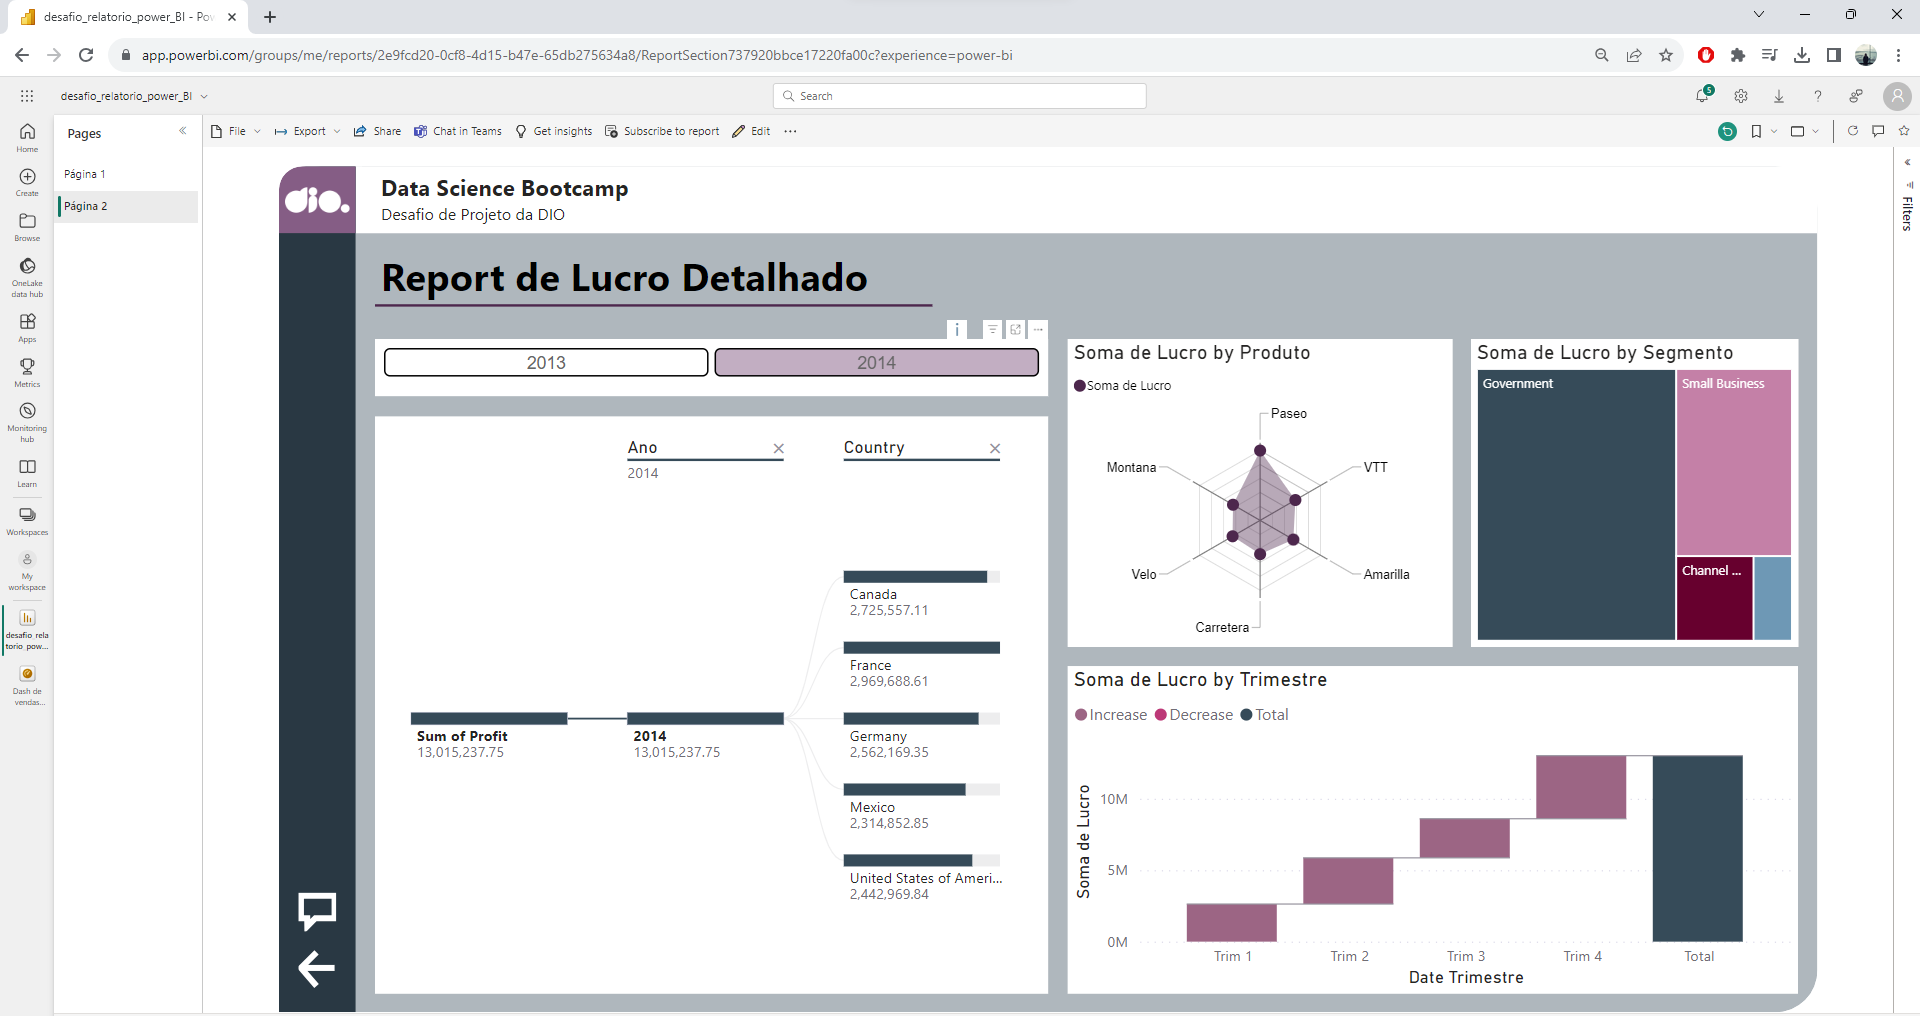 desafio_relatorio_power_BI - Pow
app.powerbi.com/groups/me/reports/2e9fcd20-0cf8-4d15-b47e-65db275634a8/ReportSection737920bbce17220fa00c?experience=power-bi
desafio_relatorio_power_BI
Search
5
Home
Create
Browse
OneLake
data hub
Apps
Metrics
Monitoring
hub
Learn
Workspaces
My
workspace
desafio_rela
torio_pow...
Dash de
vendas...
Pages
Página 1
Página 2
File
Export
Share
Chat in Teams
Get insights
Subscribe to report
Edit
Filters
dio.
Data Science Bootcamp
Desafio de Projeto da DIO
Report de Lucro Detalhado
2013
2014
Ano
2014
Country
Sum of Profit
13,015,237.75
2014
13,015,237.75
Canada
2,725,557.11
France
2,969,688.61
Germany
2,562,169.35
Mexico
2,314,852.85
United States of Ameri...
2,442,969.84
Soma de Lucro by Produto
Soma de Lucro
Paseo
VTT
Amarilla
Carretera
Velo
Montana
Soma de Lucro by Segmento
Government
Small Business
Channel ...
Soma de Lucro by Trimestre
Increase
Decrease
Total
Soma de Lucro
10M
5M
0M
Trim 1
Trim 2
Trim 3
Trim 4
Total
Date Trimestre